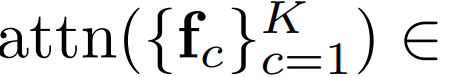 attn({f_c}_{c=1}^K) ∈